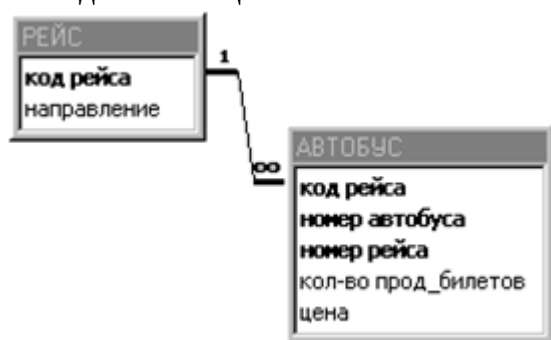 РЕЙС
код рейса
направление
1
∞
АВТОБУС
код рейса
номер автобуса
номер рейса
кол-во прод_билетов
цена